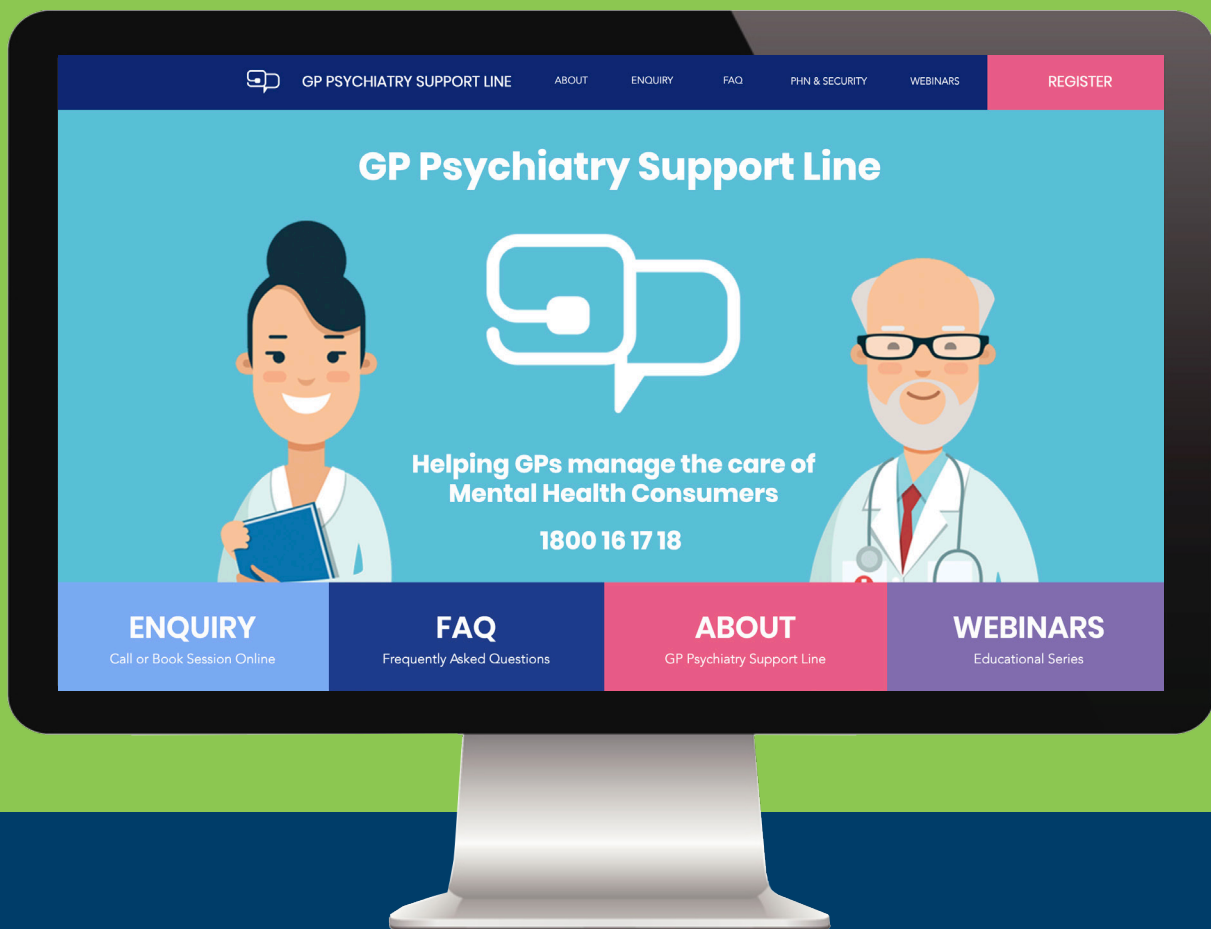 GP PSYCHIATRY SUPPORT LINE
ABOUT
ENQUIRY
FAQ
PHN & SECURITY
WEBINARS
REGISTER
GP Psychiatry Support Line
Helping GPs manage the care of
Mental Health Consumers
1800 16 17 18
ENQUIRY
Call or Book Session Online
FAQ
Frequently Asked Questions
ABOUT
GP Psychiatry Support Line
WEBINARS
Educational Series